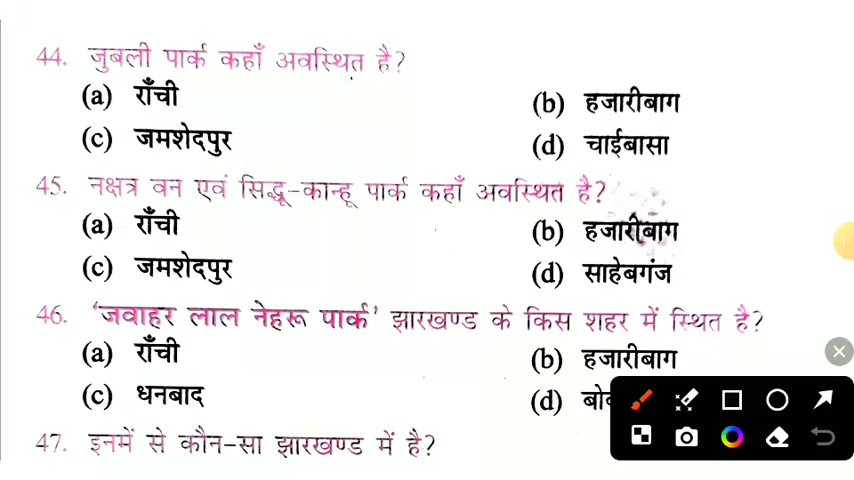 44. जुबली पार्क कहाँ अवस्थित है?
(a) राँची (b) हजारीबाग
(c) जमशेदपुर (d) चाईबासा
45. नक्षत्र वन एवं सिद्धू-कान्हू पार्क कहाँ अवस्थित है?
(a) राँची (b) हजारीबाग
(c) जमशेदपुर (d) साहेबगंज
46. 'जवाहर लाल नेहरू पार्क' झारखण्ड के किस शहर में स्थित है?
(a) राँची (b) हजारीबाग
(c) धनबाद (d)
47. इनमें से कौन-सा झारखण्ड में है?